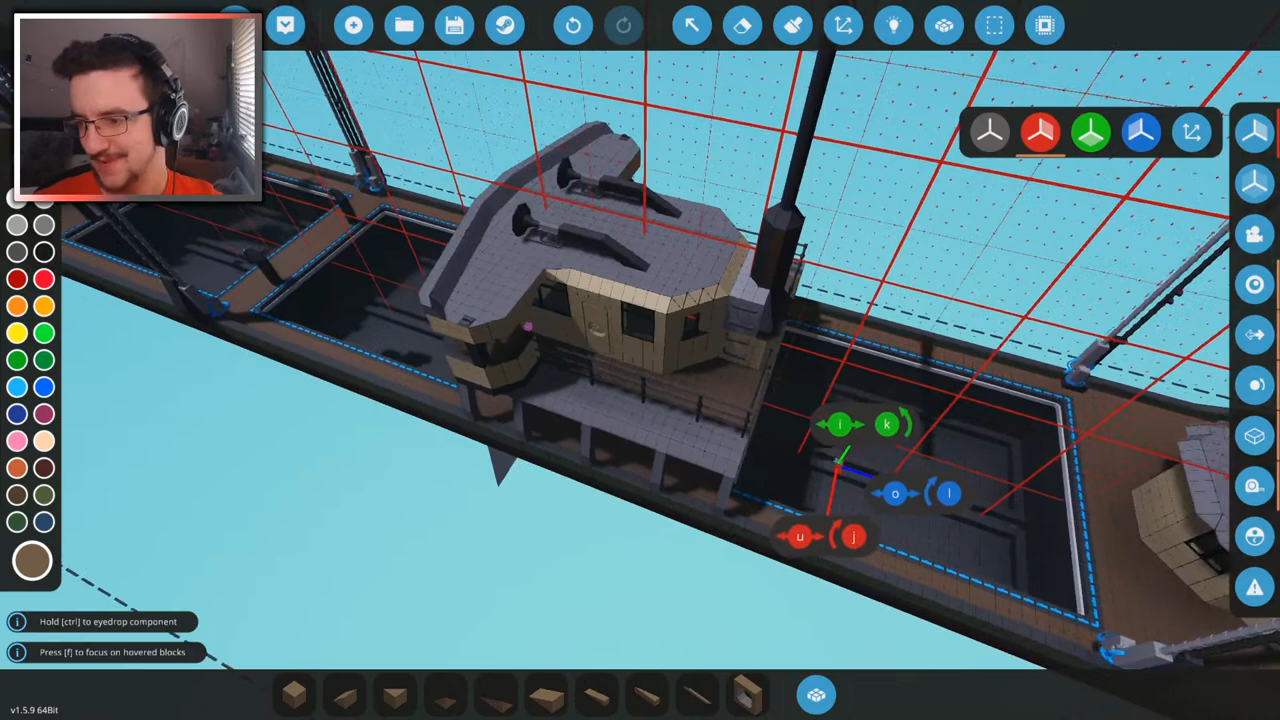 i
k
o
l
u
j
Hold [ctrl] to eyedrop component
Press [f] to focus on hovered blocks
v1.5.9 64Bit